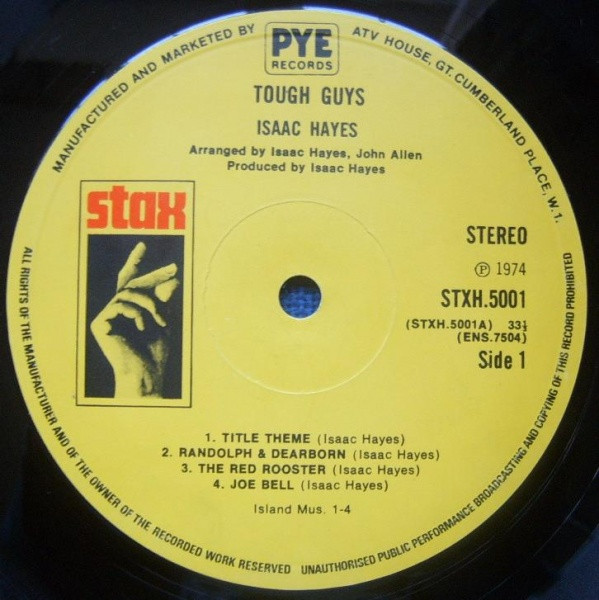 MANUFACTURED AND MARKETED BY
PYE
RECORDS
ATV HOUSE, GT. CUMBERLAND PLACE, W.1.
TOUGH GUYS
ISAAC HAYES
Arranged by Isaac Hayes, John Allen
Produced by Isaac Hayes
stax
STEREO
Ⓟ 1974
STXH.5001
(STXH.5001A) 33⅓
(ENS.7504)
Side 1
1. TITLE THEME (Isaac Hayes)
2. RANDOLPH & DEARBORN (Isaac Hayes)
3. THE RED ROOSTER (Isaac Hayes)
4. JOE BELL (Isaac Hayes)
Island Mus. 1-4
ALL RIGHTS OF THE MANUFACTURER AND OF THE OWNER OF THE RECORDED WORK RESERVED
UNAUTHORISED PUBLIC PERFORMANCE BROADCASTING AND COPYING OF THIS RECORD PROHIBITED